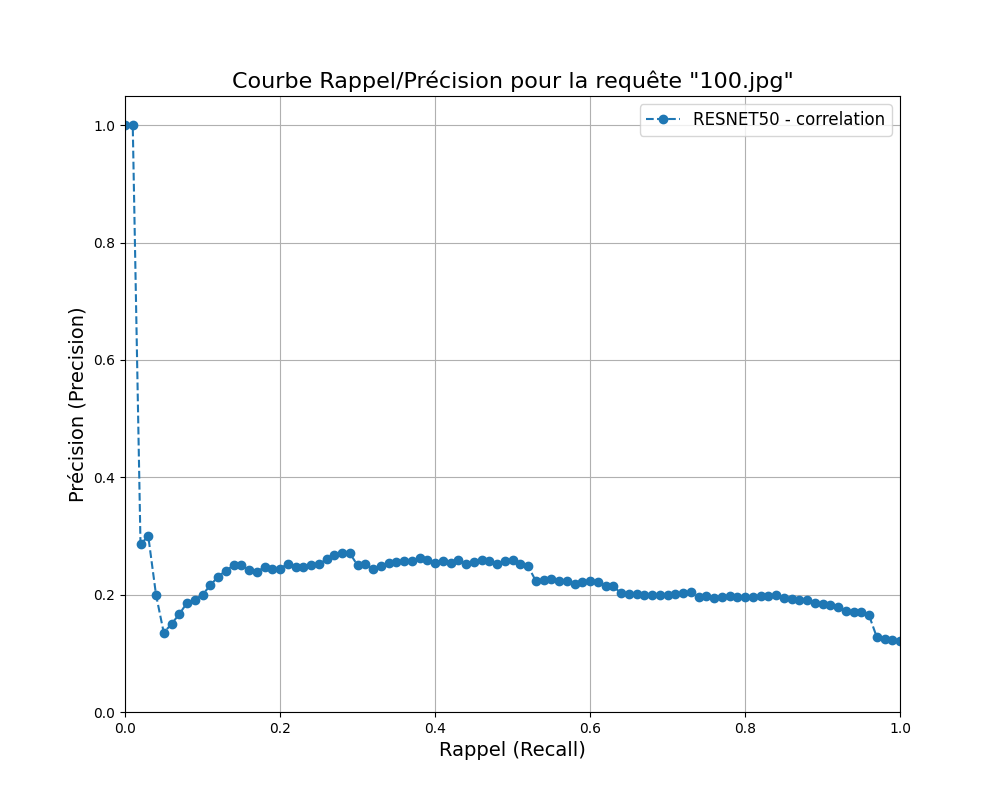 Courbe Rappel/Précision pour la requête "100.jpg"
RESNET50 - correlation
1.0
0.8
0.6
0.4
0.2
0.0
Précision (Precision)
0.0 0.2 0.4 0.6 0.8 1.0
Rappel (Recall)